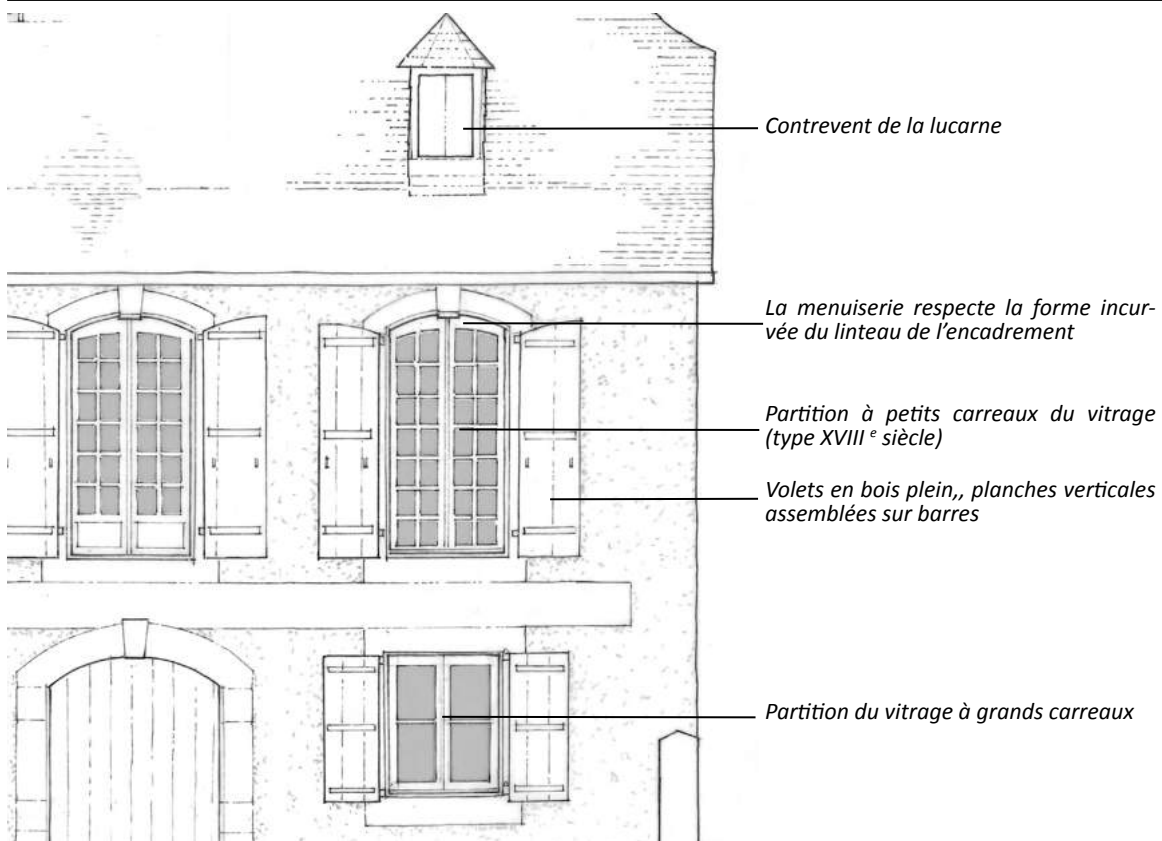 Contrevent de la lucarne
La menuiserie respecte la forme incur-
vée du linteau de l'encadrement
Partition à petits carreaux du vitrage
(type XVIII e siècle)
Volets en bois plein,, planches verticales
assemblées sur barres
Partition du vitrage à grands carreaux